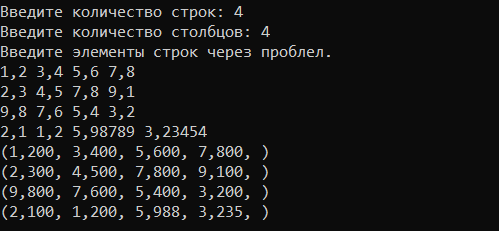 Введите количество строк: 4
Введите количество столбцов: 4
Введите элементы строк через проблел.
1,2 3,4 5,6 7,8
2,3 4,5 7,8 9,1
9,8 7,6 5,4 3,2
2,1 1,2 5,98789 3,23454
(1,200, 3,400, 5,600, 7,800, )
(2,300, 4,500, 7,800, 9,100, )
(9,800, 7,600, 5,400, 3,200, )
(2,100, 1,200, 5,988, 3,235, )